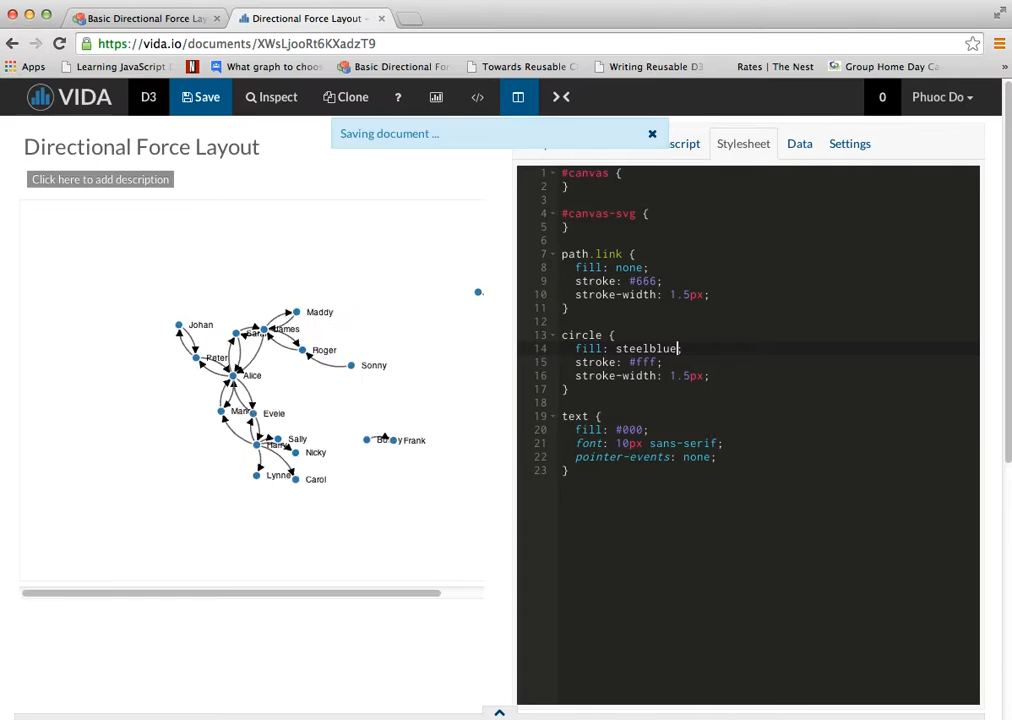 Basic Directional Force Lay
Directional Force Layout -
https://vida.io/documents/XWsLjooRt6KXadzT9
Apps
Learning JavaScript
What graph to choo
Basic Directional For
Towards Reusable C
Writing Reusable D3
Rates | The Nest
Group Home Day Ca
VIDA
D3
Save
Inspect
Clone
?
0
Phuoc Do
Saving document ...
Directional Force Layout
Click here to add description
script
Stylesheet
Data
Settings
Maddy
Johan
James
Roger
Peter
Sonny
Alice
Evele
Sally
Frank
Nicky
Lynne
Carol
1 #canvas {
2 }
3
4 #canvas-svg {
5 }
6
7 path.link {
8 fill: none;
9 stroke: #666;
10 stroke-width: 1.5px;
11 }
12
13 circle {
14 fill: steelblue;
15 stroke: #fff;
16 stroke-width: 1.5px;
17 }
18
19 text {
20 fill: #000;
21 font: 10px sans-serif;
22 pointer-events: none;
23 }